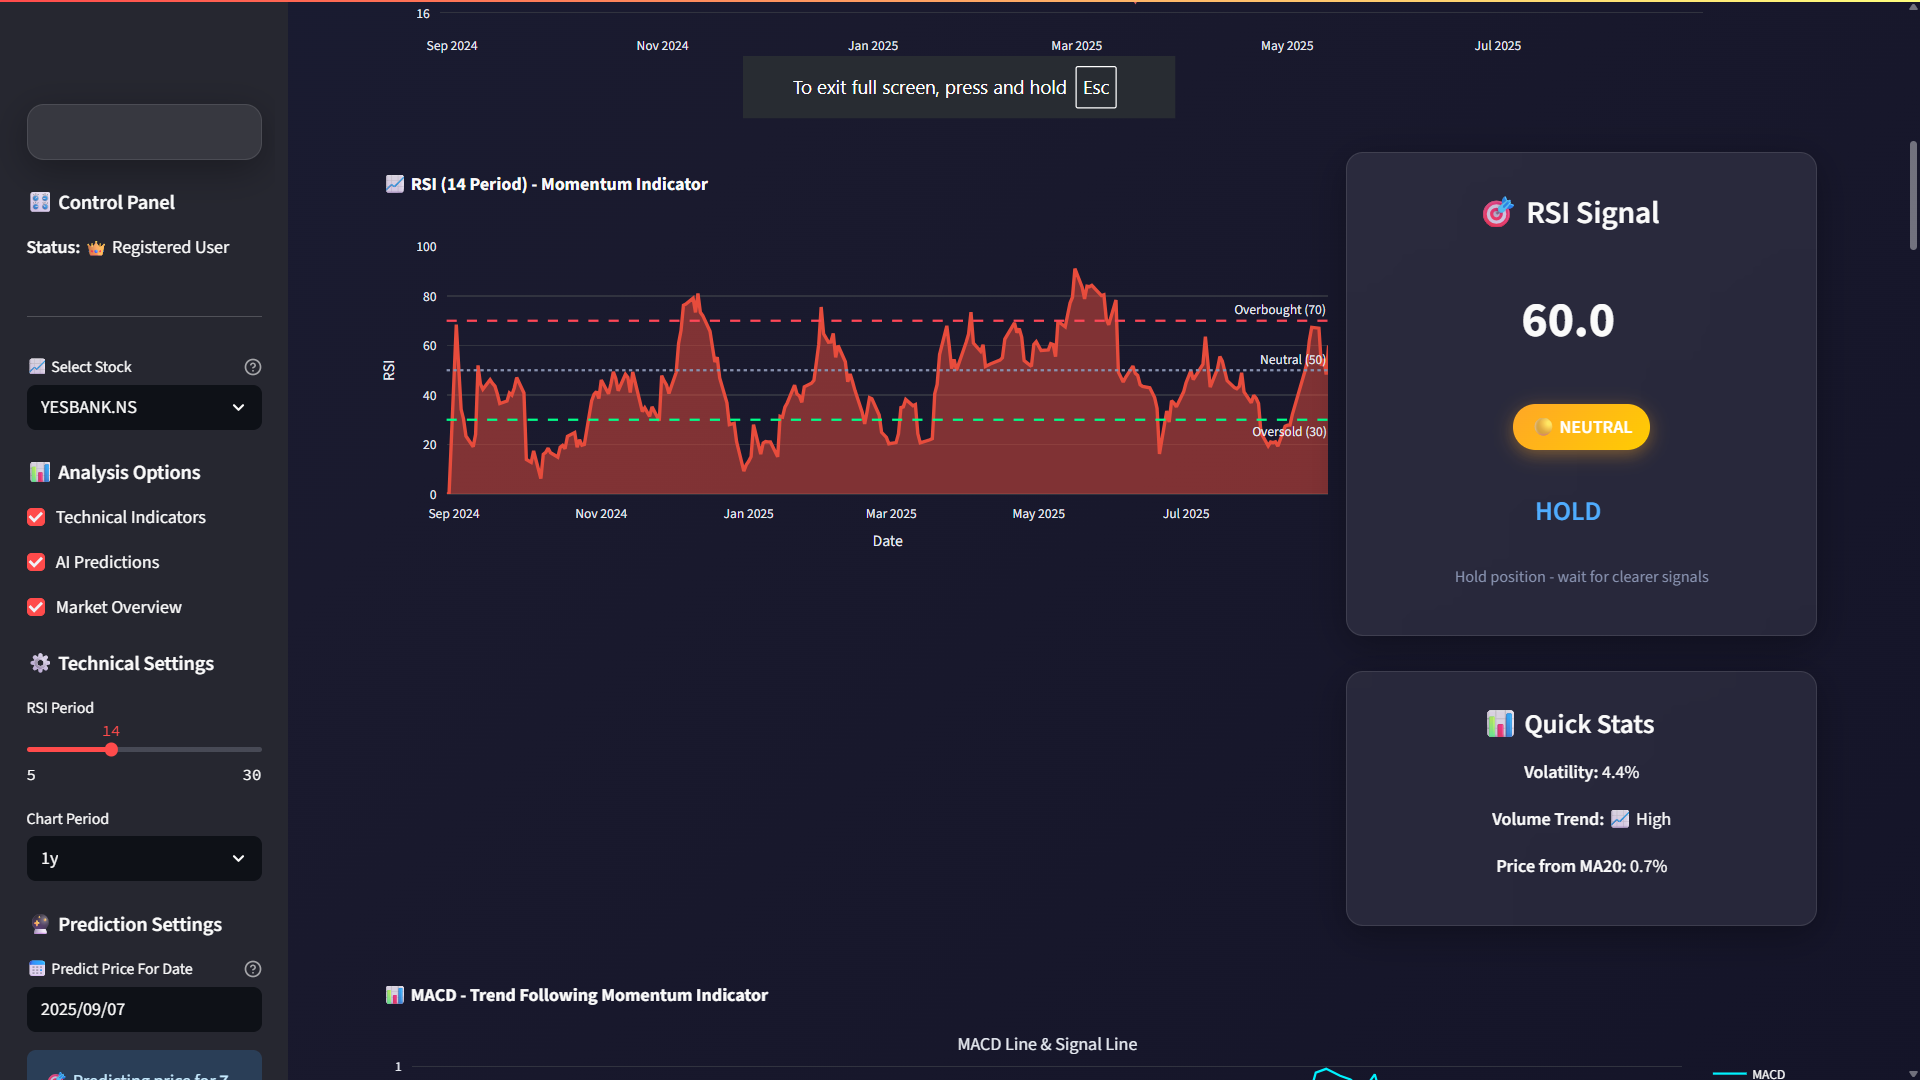 Control Panel
Status: Registered User
Select Stock
YESBANK.NS
Analysis Options
Technical Indicators
AI Predictions
Market Overview
Technical Settings
RSI Period
14
5 30
Chart Period
1y
Prediction Settings
Predict Price For Date
2025/09/07
Predicting price for 7
16
Sep 2024 Nov 2024 Jan 2025 Mar 2025 May 2025 Jul 2025
To exit full screen, press and hold Esc
RSI (14 Period) - Momentum Indicator
100
80
60
40
20
0
RSI
Overbought (70)
Neutral (50)
Oversold (30)
Sep 2024 Nov 2024 Jan 2025 Mar 2025 May 2025 Jul 2025
Date
RSI Signal
60.0
NEUTRAL
HOLD
Hold position - wait for clearer signals
Quick Stats
Volatility: 4.4%
Volume Trend: High
Price from MA20: 0.7%
MACD - Trend Following Momentum Indicator
MACD Line & Signal Line
1
MACD